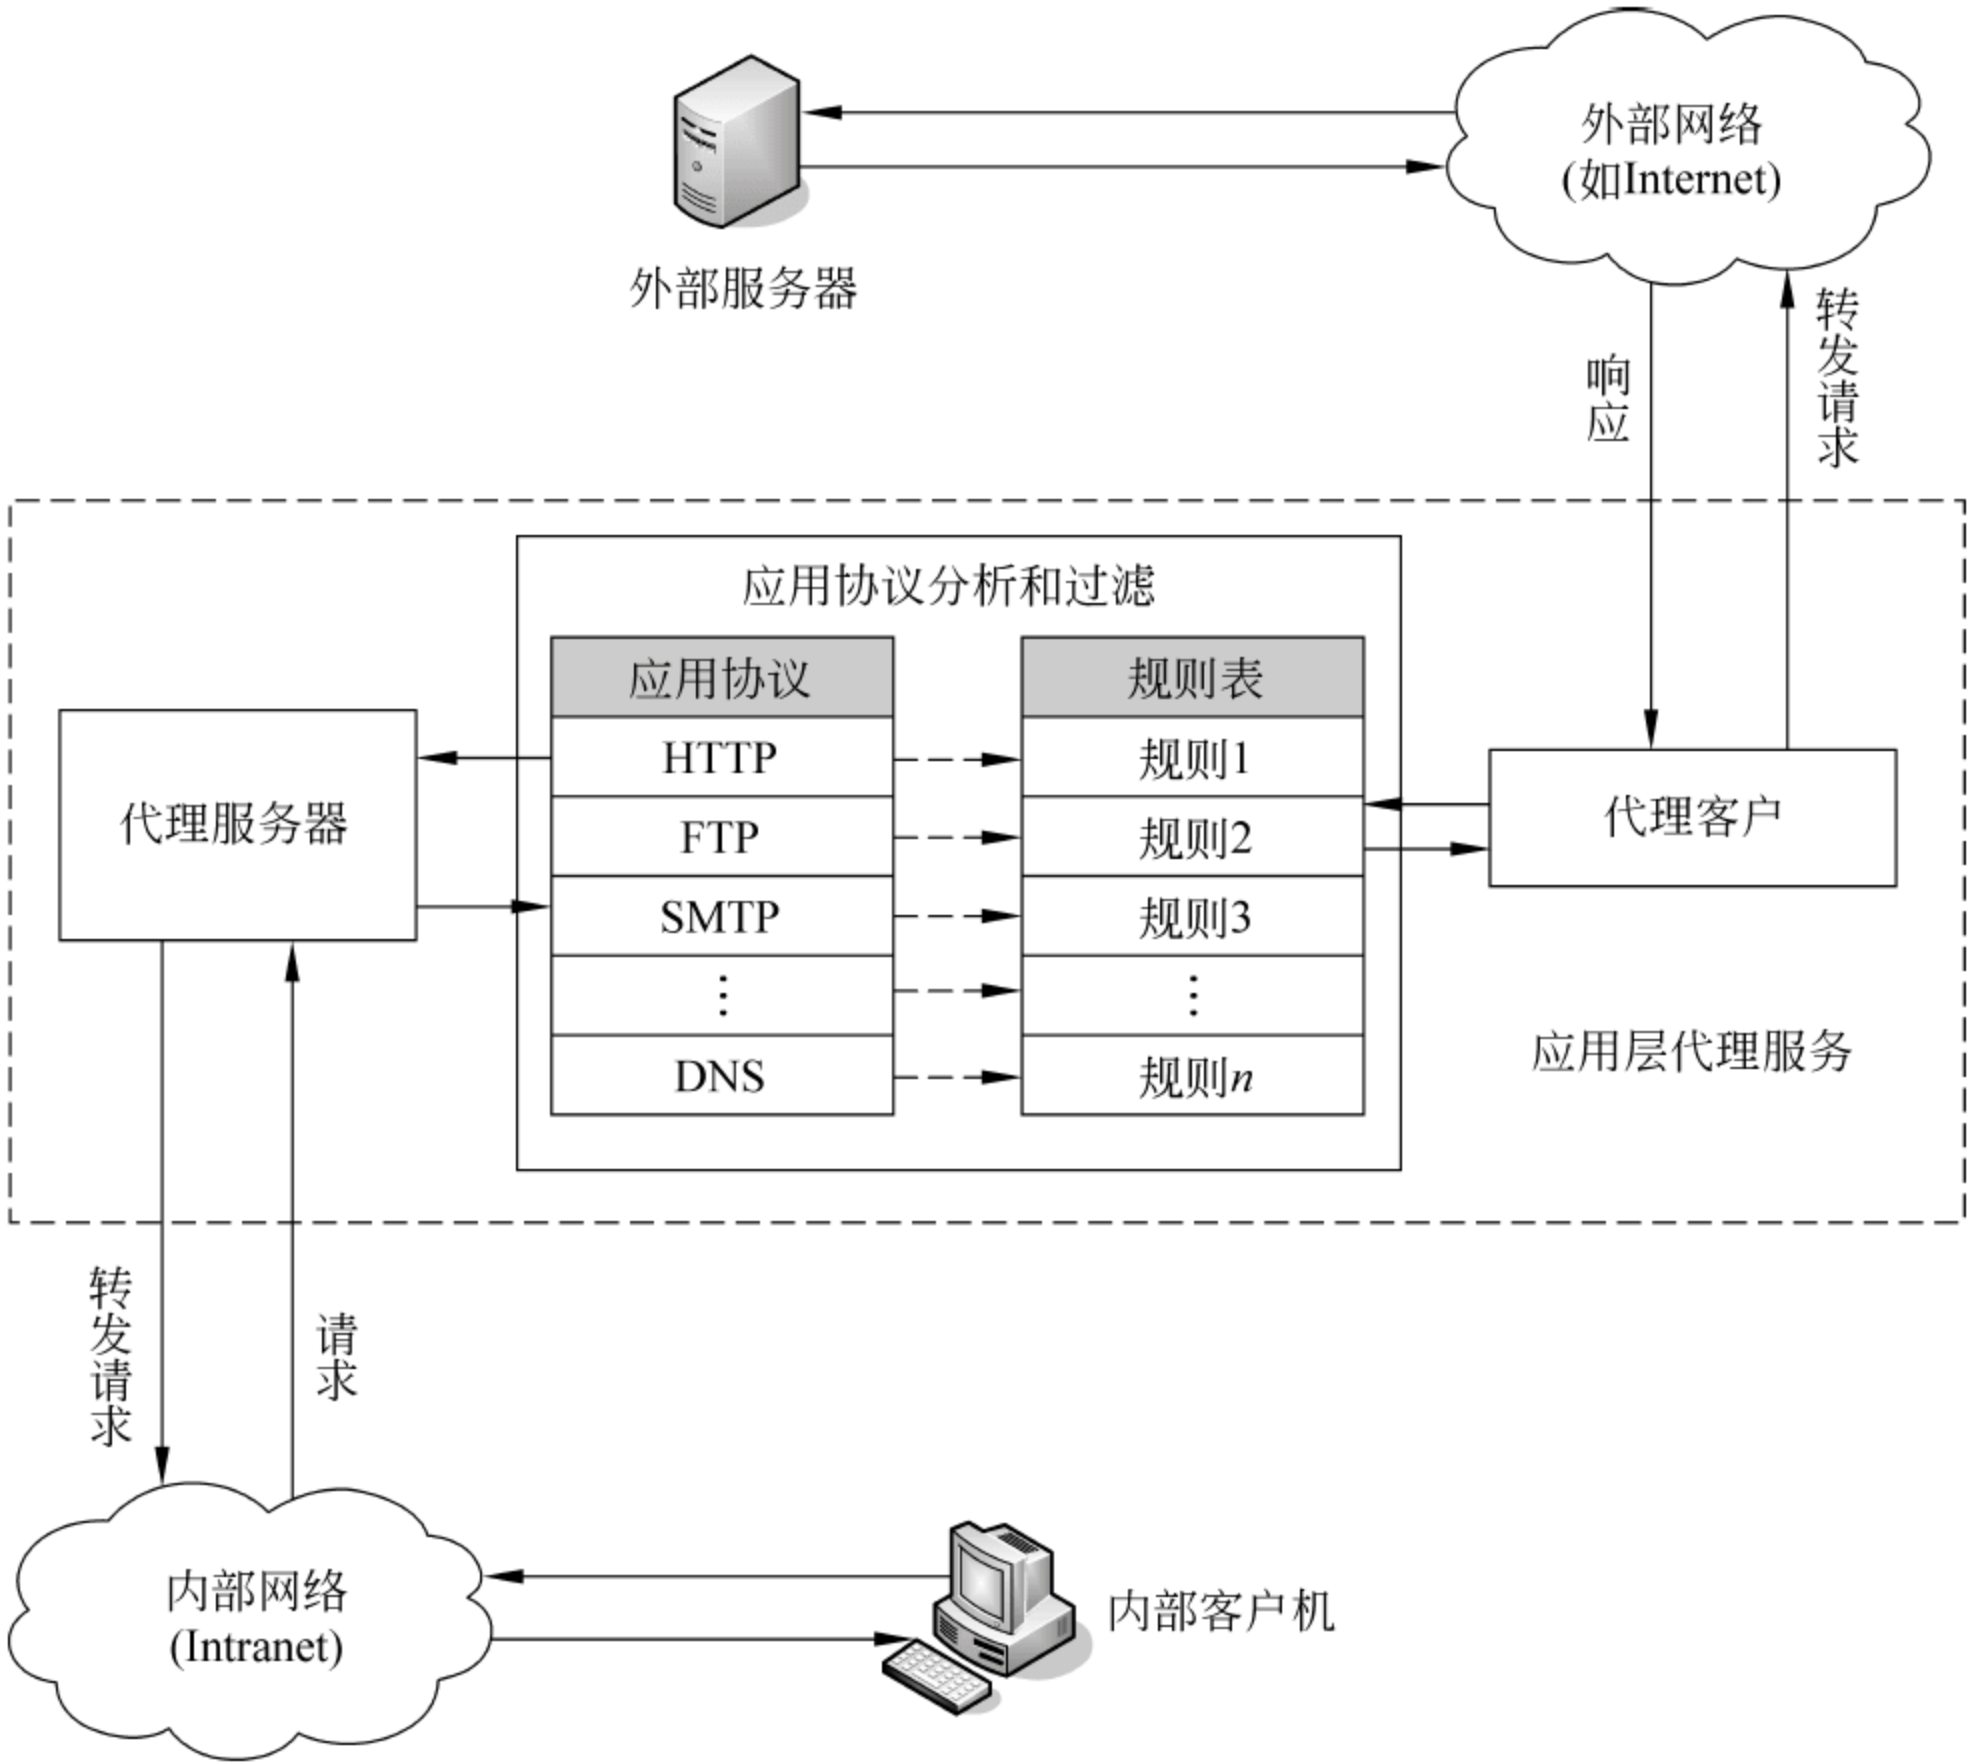 外部网络
(如Internet)
外部服务器
响应
转发请求
应用协议分析和过滤
应用协议
规则表
HTTP
规则1
FTP
规则2
SMTP
规则3
⋮
⋮
DNS
规则n
代理服务器
代理客户
应用层代理服务
转发请求
请求
内部网络
(Intranet)
内部客户机